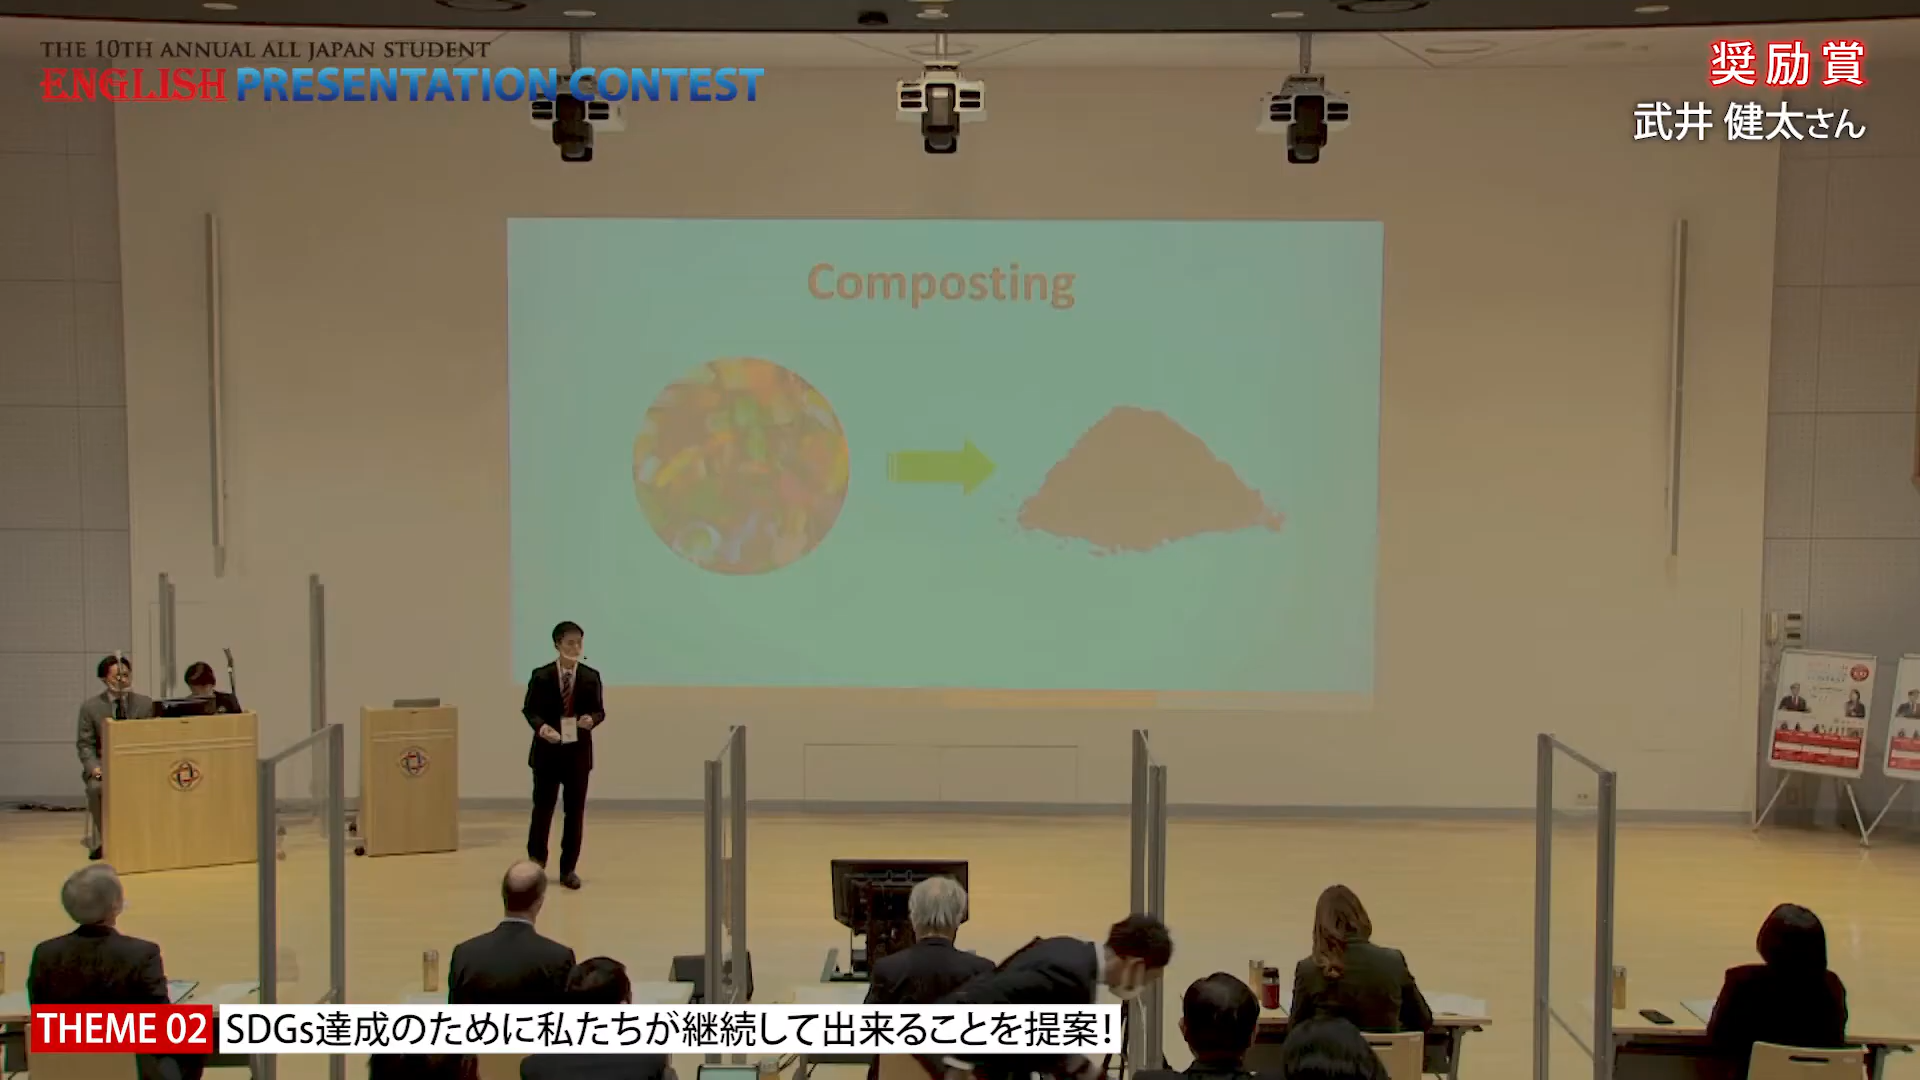 THE 10TH ANNUAL ALL JAPAN STUDENT
ENGLISH PRESENTATION CONTEST
奨励賞
武井 健太さん
Composting
THEME 02 SDGs達成のために私たちが継続して出来ることを提案!